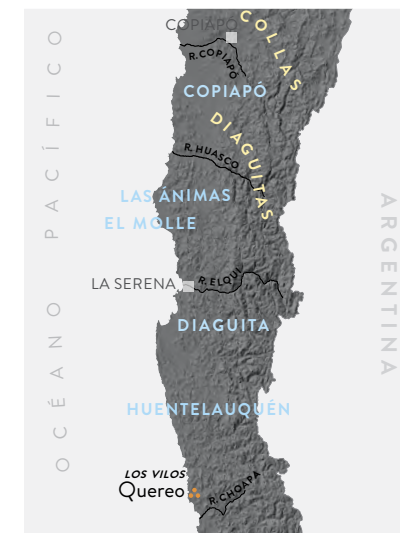 COPIAPÓ
COLLAS
R. COPIAPÓ
COPIAPÓ
DIAGUITAS
R. HUASCO
LAS ÁNIMAS
EL MOLLE
LA SERENA
R. ELQUI
DIAGUITA
HUENTELAUQUÉN
LOS VILOS
Quereo
R. CHOAPA
OCÉANO PACÍFICO
ARGENTINA